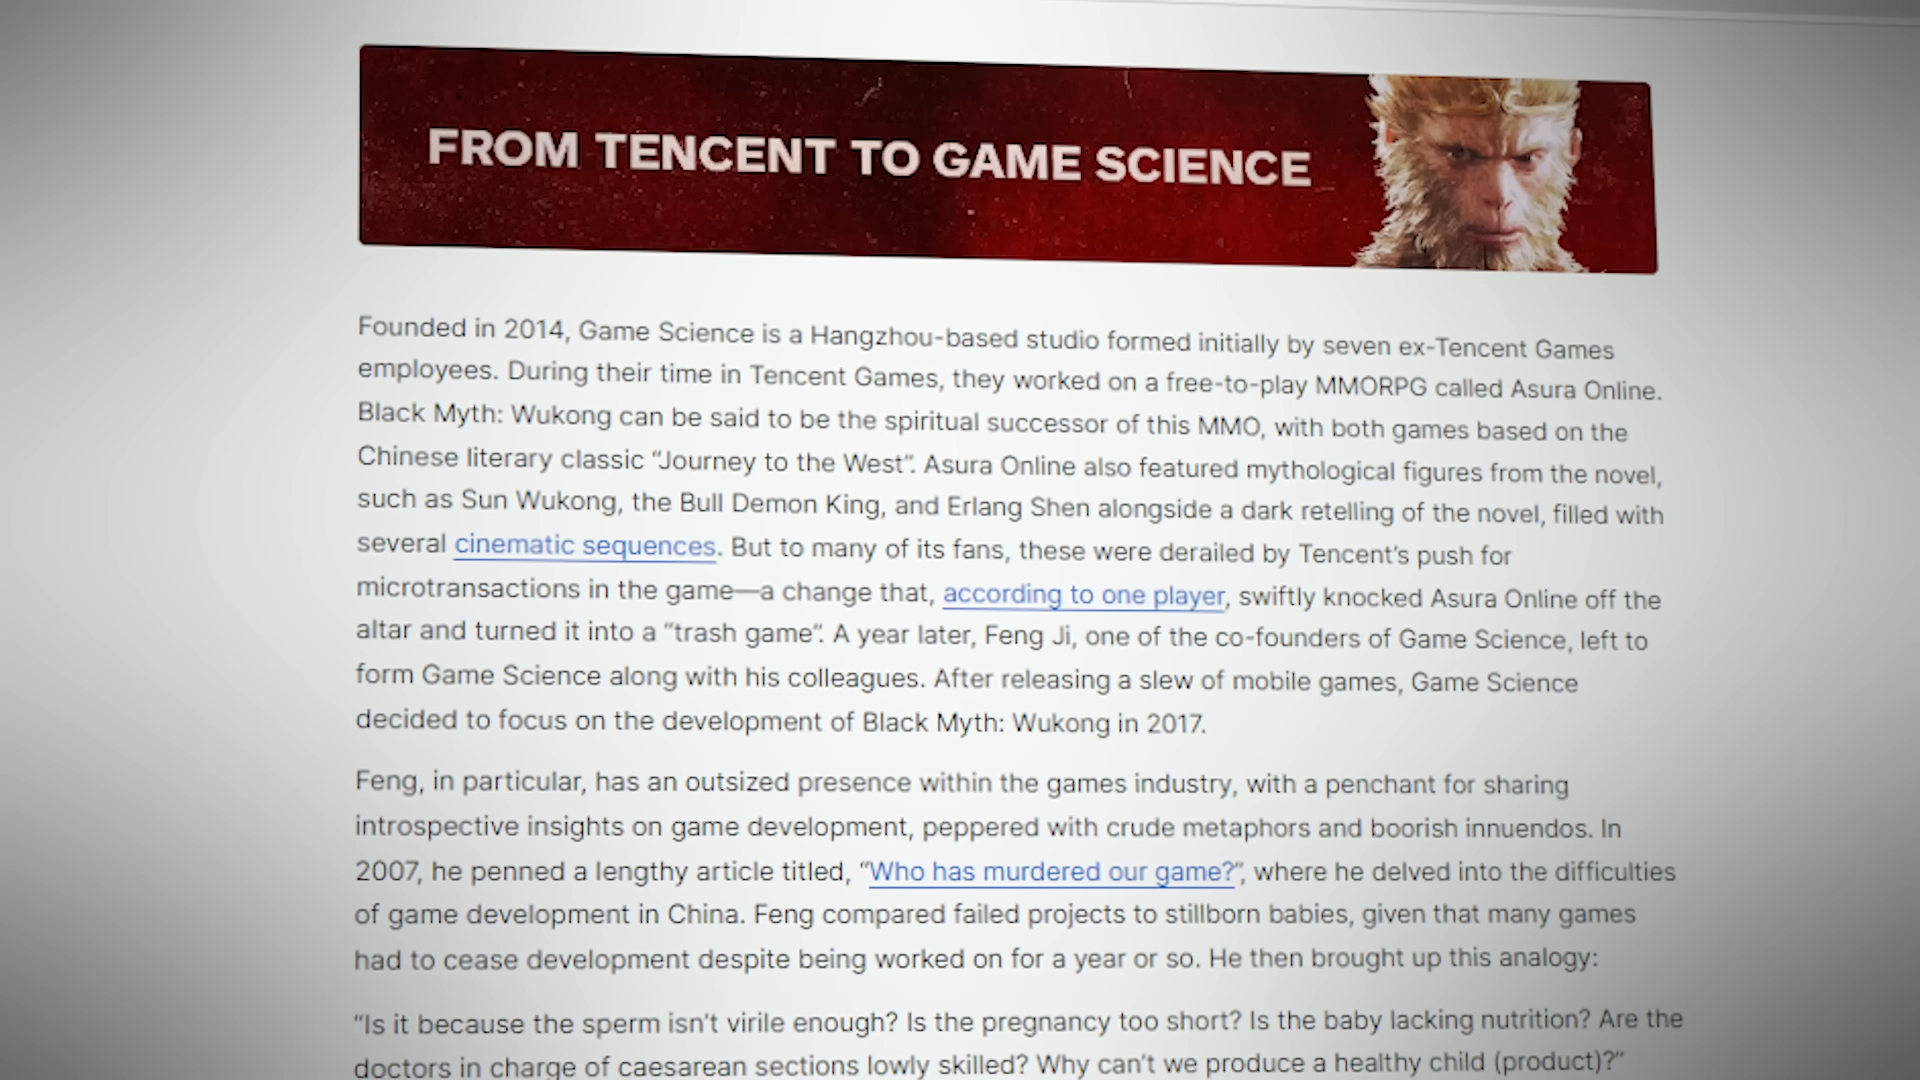 FROM TENCENT TO GAME SCIENCE
Founded in 2014, Game Science is a Hangzhou-based studio formed initially by seven ex-Tencent Games
employees. During their time in Tencent Games, they worked on a free-to-play MMORPG called Asura Online.
Black Myth: Wukong can be said to be the spiritual successor of this MMO, with both games based on the
Chinese literary classic “Journey to the West”. Asura Online also featured mythological figures from the novel,
such as Sun Wukong, the Bull Demon King, and Erlang Shen alongside a dark retelling of the novel, filled with
several cinematic sequences. But to many of its fans, these were derailed by Tencent’s push for
microtransactions in the game—a change that, according to one player, swiftly knocked Asura Online off the
altar and turned it into a “trash game”. A year later, Feng Ji, one of the co-founders of Game Science, left to
form Game Science along with his colleagues. After releasing a slew of mobile games, Game Science
decided to focus on the development of Black Myth: Wukong in 2017.
Feng, in particular, has an outsized presence within the games industry, with a penchant for sharing
introspective insights on game development, peppered with crude metaphors and boorish innuendos. In
2007, he penned a lengthy article titled, “Who has murdered our game?”, where he delved into the difficulties
of game development in China. Feng compared failed projects to stillborn babies, given that many games
had to cease development despite being worked on for a year or so. He then brought up this analogy:
“Is it because the sperm isn’t virile enough? Is the pregnancy too short? Is the baby lacking nutrition? Are the
doctors in charge of caesarean sections lowly skilled? Why can’t we produce a healthy child (product)?”